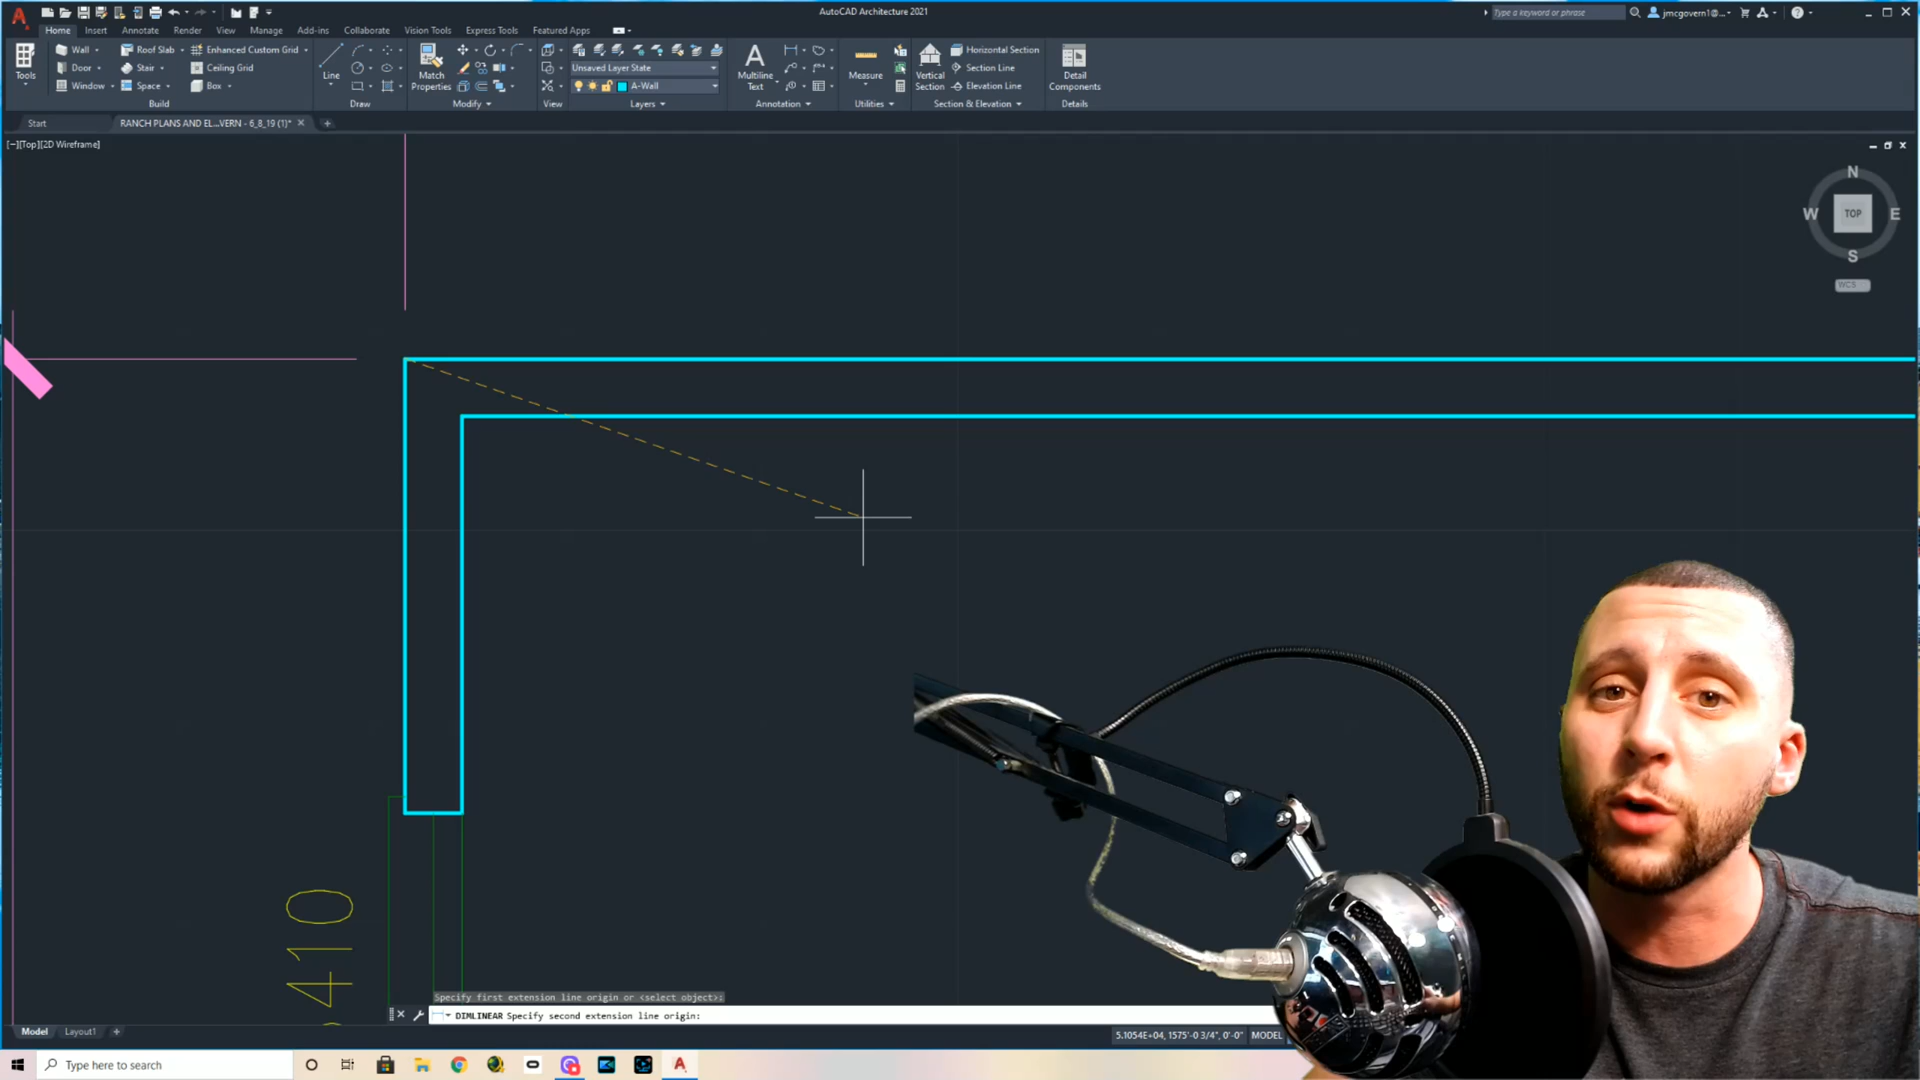 AutoCAD Architecture 2021
Type a keyword or phrase
jmcgovern1@...
Home Insert Annotate Render View Manage Add-ins Collaborate Vision Tools Express Tools Featured Apps
Tools
Wall
Door
Window
Roof Slab
Stair
Space
Enhanced Custom Grid
Ceiling Grid
Box
Build
Line
Draw
Match
Properties
Modify
View
Unsaved Layer State
A-Wall
Layers
A
Multiline
Text
Annotation
Measure
Utilities
Vertical
Section
Horizontal Section
Section Line
Elevation Line
Section & Elevation
Detail
Components
Details
Start
RANCH PLANS AND EL...VERN - 6_8_19 (1)*
[−][Top][2D Wireframe]
N
W TOP E
S
WCS
410
Specify first extension line origin or <select object>:
DIMLINEAR Specify second extension line origin:
Model Layout1
5.1054E+04, 1575'-0 3/4", 0'-0" MODEL
Type here to search